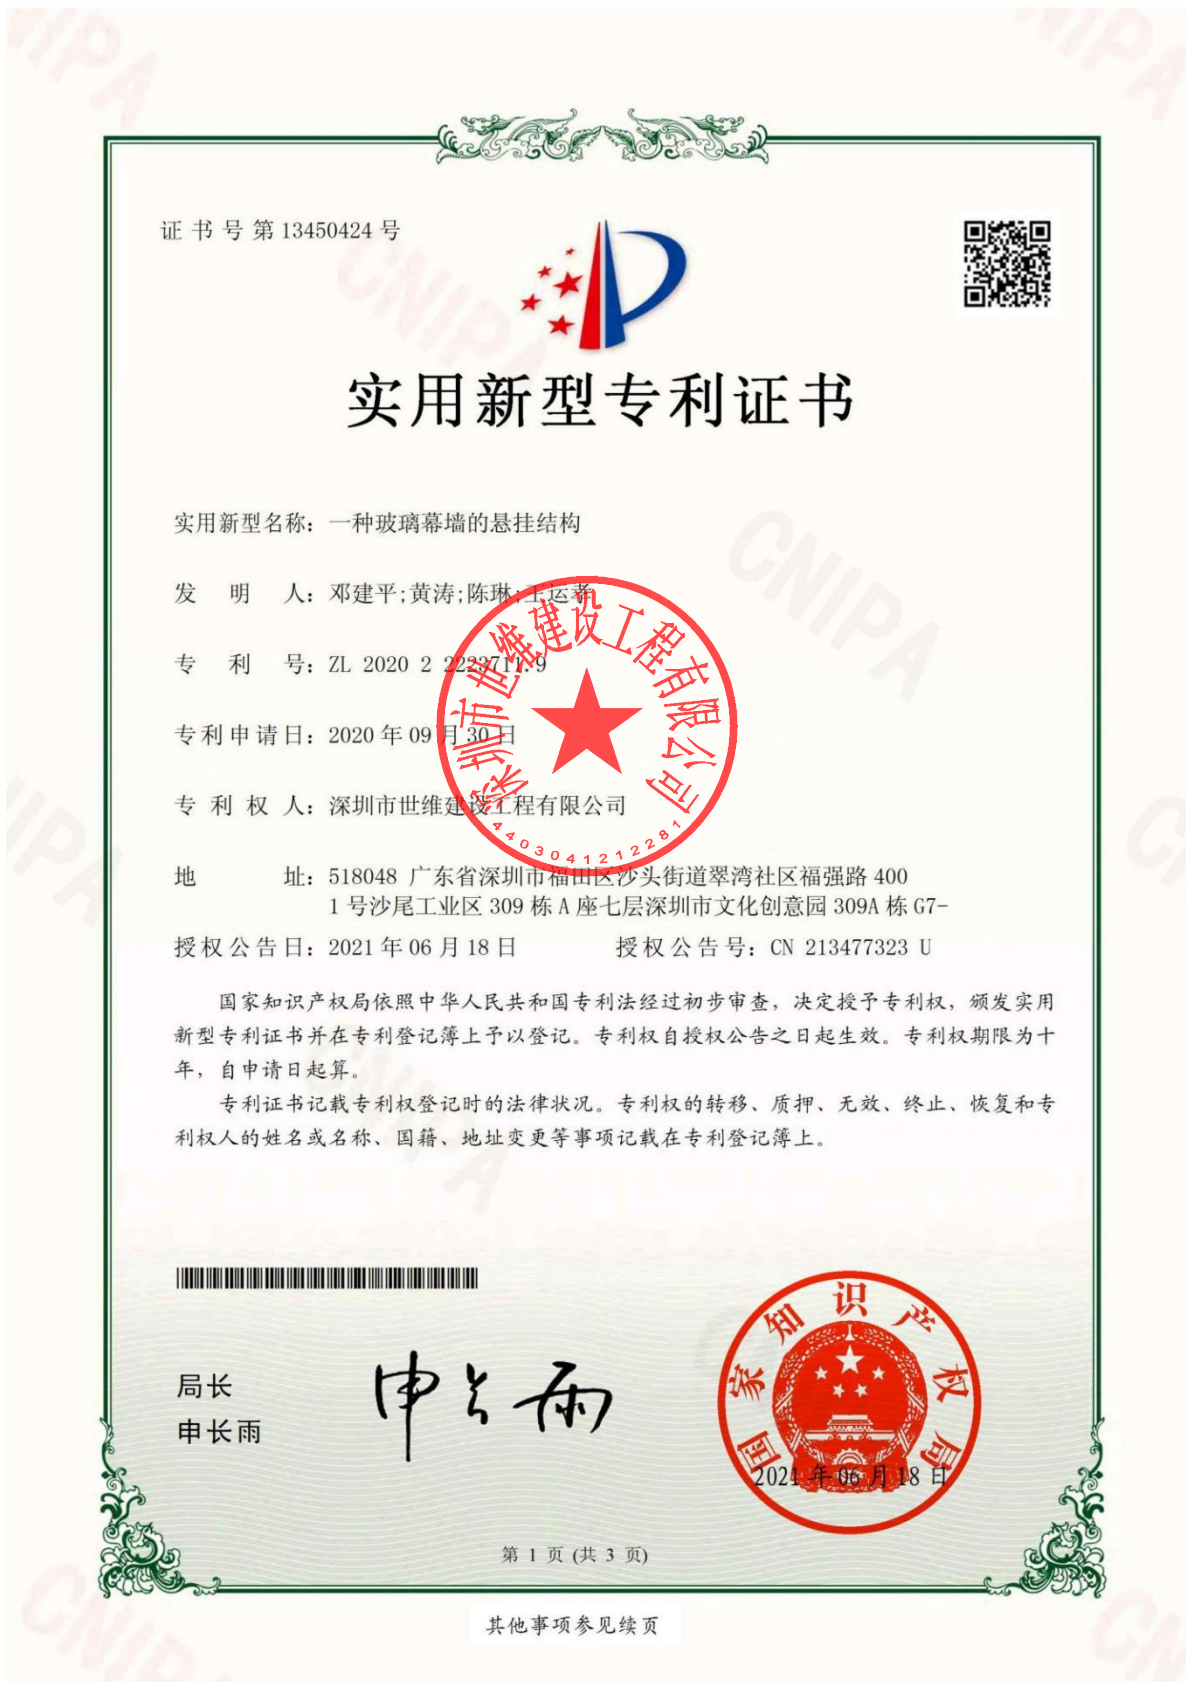 证书号第13450424号
实用新型专利证书
实用新型名称：一种玻璃幕墙的悬挂结构
发明人：邓建平;黄涛;陈琳;王运孝
专利号：ZL 2020 2 2223711.9
专利申请日：2020年09月30日
专利权人：深圳市世维建设工程有限公司
地址：518048 广东省深圳市福田区沙头街道翠湾社区福强路400
1号沙尾工业区309栋A座七层深圳市文化创意园309A栋G7-
授权公告日：2021年06月18日 授权公告号：CN 213477323 U
深圳市世维建设工程有限公司
4403041212281
国家知识产权局依照中华人民共和国专利法经过初步审查，决定授予专利权，颁发实用
新型专利证书并在专利登记簿上予以登记。专利权自授权公告之日起生效。专利权期限为十
年，自申请日起算。
专利证书记载专利权登记时的法律状况。专利权的转移、质押、无效、终止、恢复和专
利权人的姓名或名称、国籍、地址变更等事项记载在专利登记簿上。
局长
申长雨
申长雨
国家知识产权局
2021年06月18日
第 1 页 (共 3 页)
其他事项参见续页
CNIPA
CNIPA
CNIPA
CNIPA
CNIPA
CNIPA